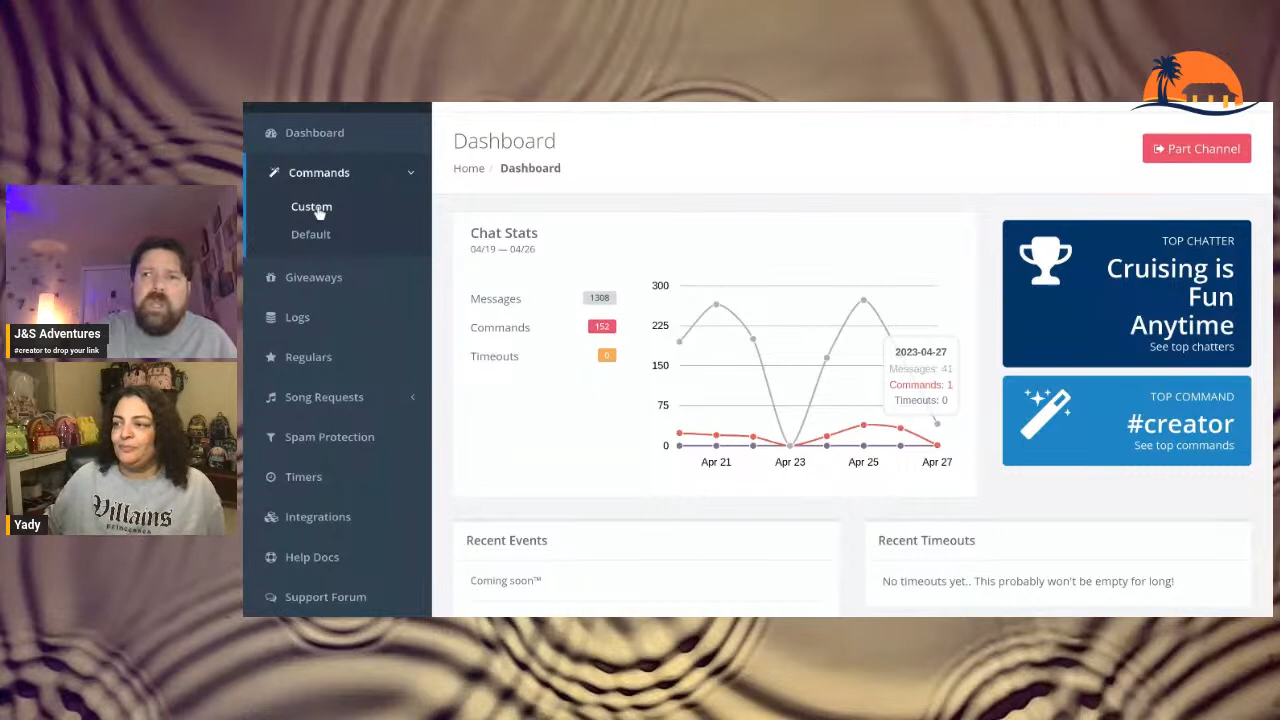 Dashboard
Commands
Custom
Default
Giveaways
Logs
Regulars
Song Requests
Spam Protection
Timers
Integrations
Help Docs
Support Forum
Dashboard
Home / Dashboard
Part Channel
Chat Stats
04/19 — 04/26
Messages 1308
Commands 152
Timeouts 0
300
225
150
75
0
Apr 21 Apr 23 Apr 25 Apr 27
2023-04-27
Messages: 41
Commands: 1
Timeouts: 0
TOP CHATTER
Cruising is
Fun
Anytime
See top chatters
TOP COMMAND
#creator
See top commands
Recent Events
Coming soon™
Recent Timeouts
No timeouts yet.. This probably won't be empty for long!
J&S Adventures
#creator to drop your link
Villains
Yady